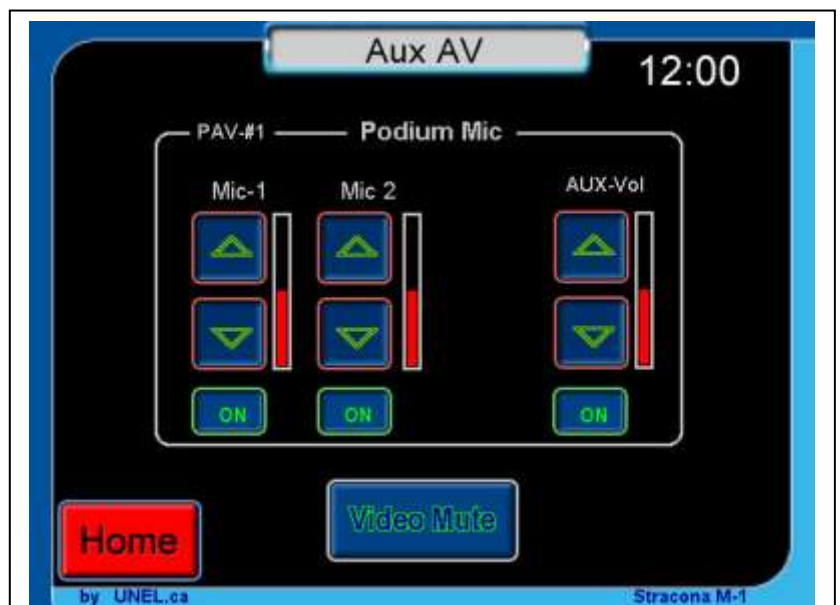 Aux AV
12:00
PAV-#1 Podium Mic
Mic-1 Mic 2 AUX-Vol
ON ON ON
Video Mute
Home
by UNEL.ca Stracona M-1